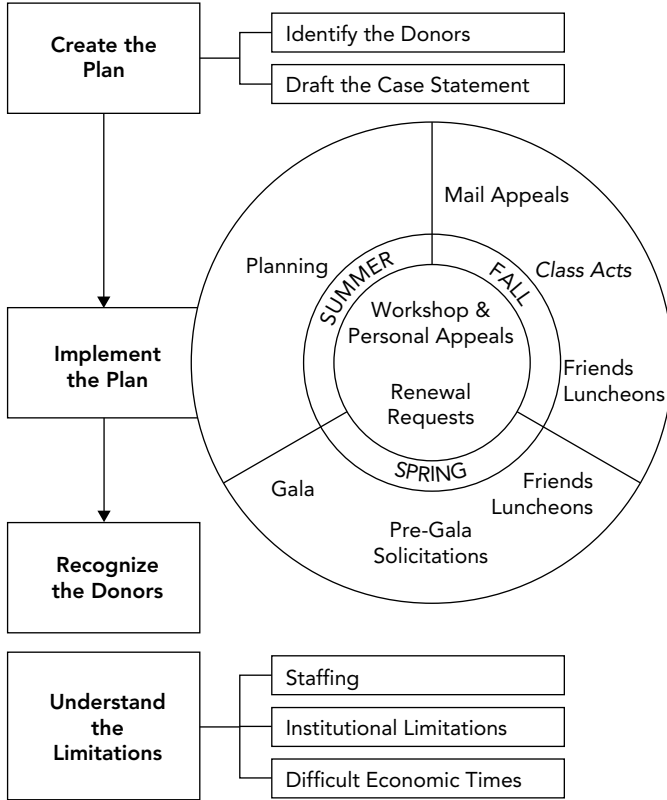 Create the
Plan
Identify the Donors
Draft the Case Statement
Mail Appeals
Planning
SUMMER
FALL
Class Acts
Workshop &
Personal Appeals
Implement
the Plan
Friends
Luncheons
Renewal
Requests
SPRING
Gala
Friends
Luncheons
Pre-Gala
Solicitations
Recognize
the Donors
Understand
the
Limitations
Staffing
Institutional Limitations
Difficult Economic Times